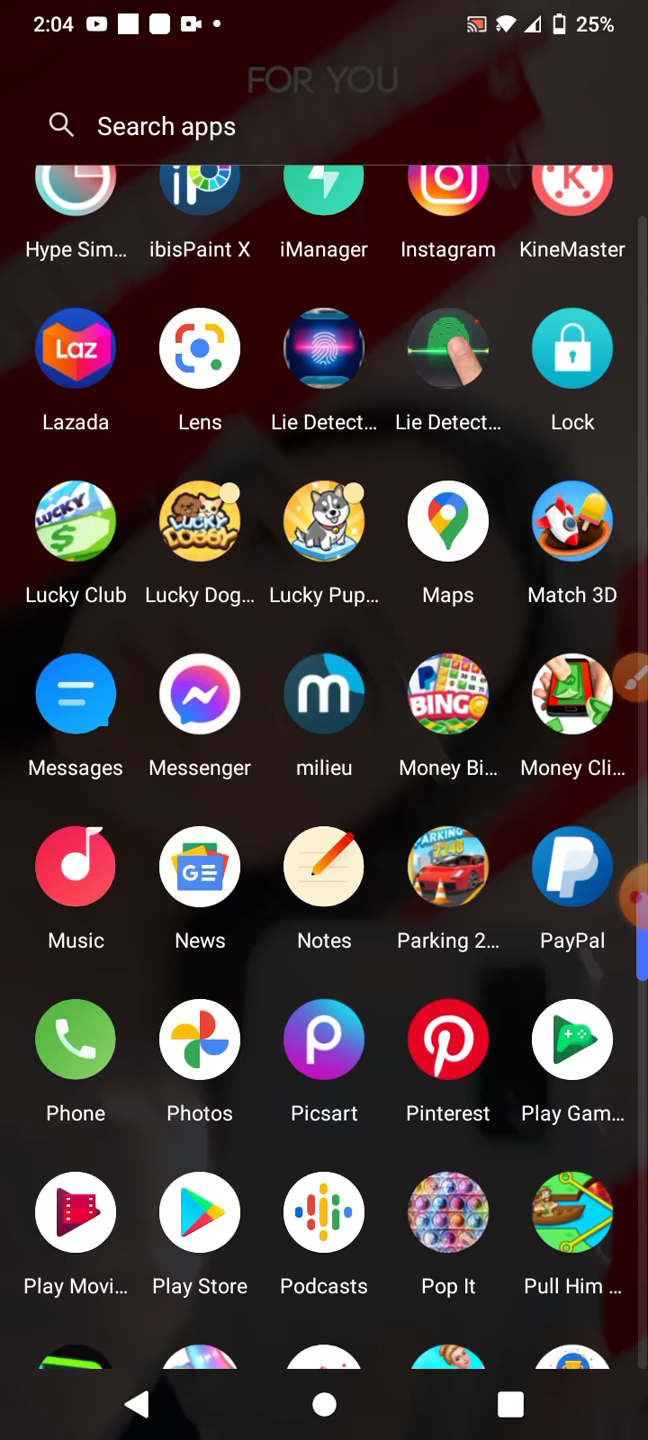 2:04 25%
FOR YOU
Search apps
Hype Sim... ibisPaint X iManager Instagram KineMaster
Laz
Lazada Lens Lie Detect... Lie Detect... Lock
LUCKY LUCKY DOGGY
Lucky Club Lucky Dog... Lucky Pup... Maps Match 3D
BINGO
Messages Messenger milieu Money Bi... Money Cli...
PARKING
Music News Notes Parking 2... PayPal
Phone Photos Picsart Pinterest Play Gam...
Play Movi... Play Store Podcasts Pop It Pull Him ...